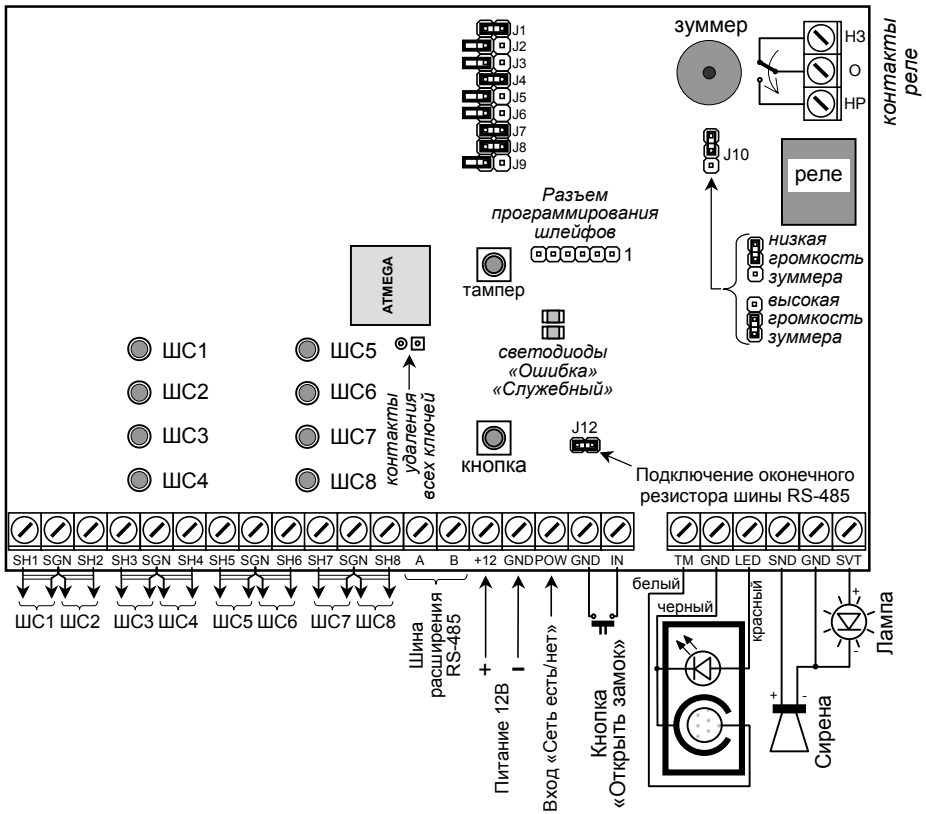 J1
J2
J3
J4
J5
J6
J7
J8
J9
зуммер
НЗ
О
НР
контакты
реле
J10
реле
Разъем
программирования
шлейфов
1
низкая
громкость
зуммера
высокая
громкость
зуммера
ATMEGA
тампер
светодиоды
«Ошибка»
«Служебный»
ШС1
ШС2
ШС3
ШС4
ШС5
ШС6
ШС7
ШС8
контакты
удаления
всех ключей
кнопка
J12
Подключение оконечного
резистора шины RS-485
SH1 SGN SH2 SH3 SGN SH4 SH5 SGN SH6 SH7 SGN SH8 A B +12 GND POW GND IN
TM GND LED SND GND SVT
ШС1 ШС2 ШС3 ШС4 ШС5 ШС6 ШС7 ШС8
Шина
расширения
RS-485
+
–
Питание 12В
Вход «Сеть есть/нет»
Кнопка
«Открыть замок»
белый
черный
красный
+
-
Сирена
+
-
Лампа